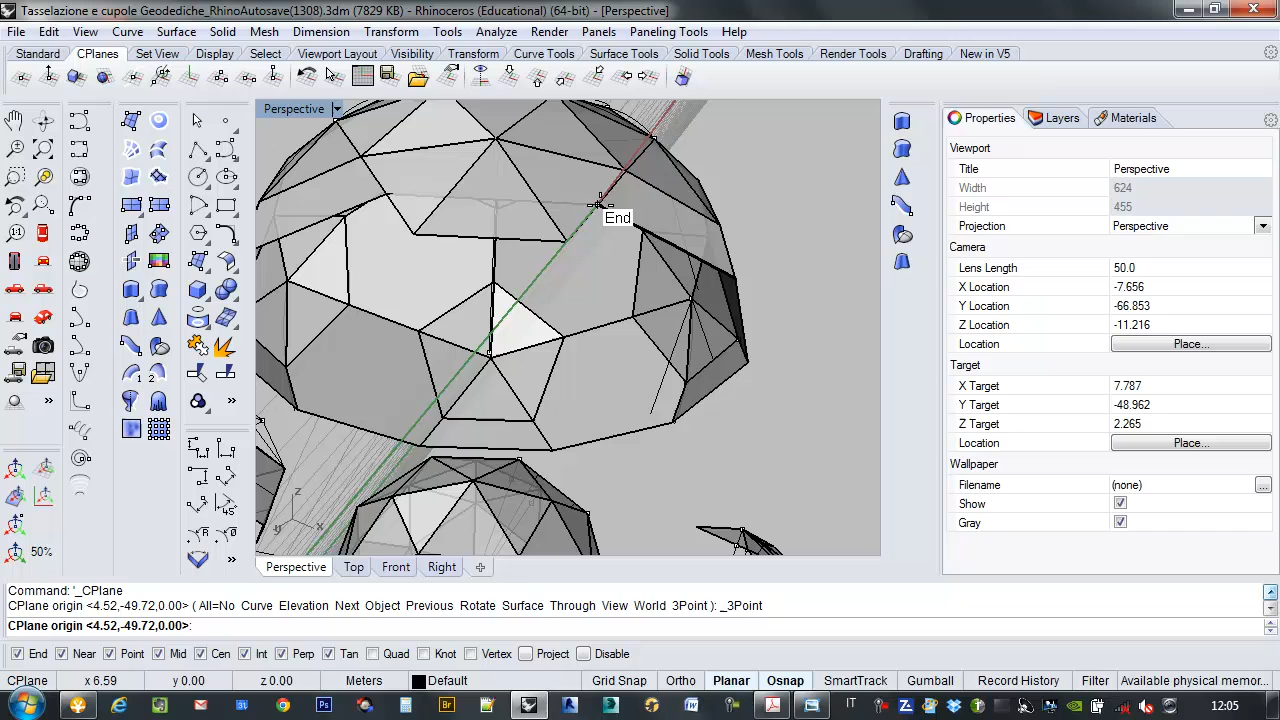 Tasselazione e cupole Geodediche_RhinoAutosave(1308).3dm (7829 KB) - Rhinoceros (Educational) (64-bit) - [Perspective]
File Edit View Curve Surface Solid Mesh Dimension Transform Tools Analyze Render Panels Paneling Tools Help
Standard CPlanes Set View Display Select Viewport Layout Visibility Transform Curve Tools Surface Tools Solid Tools Mesh Tools Render Tools Drafting New in V5
Perspective
Properties Layers Materials
Viewport
Title Perspective
Width 624
Height 455
Projection Perspective
Camera
Lens Length 50.0
X Location -7.656
Y Location -66.853
Z Location -11.216
Location Place...
Target
X Target 7.787
Y Target -48.962
Z Target 2.265
Location Place...
Wallpaper
Filename (none) ...
Show
Gray
End
1:1
1 2
z
y x
50%
Perspective Top Front Right
Command: '_CPlane
CPlane origin <4.52,-49.72,0.00> ( All=No Curve Elevation Next Object Previous Rotate Surface Through View World 3Point ): _3Point
CPlane origin <4.52,-49.72,0.00>:
End Near Point Mid Cen Int Perp Tan Quad Knot Vertex Project Disable
CPlane x 6.59 y 0.00 z 0.00 Meters Default Grid Snap Ortho Planar Osnap SmartTrack Gumball Record History Filter Available physical memor...
Ps Br W IT 12:05